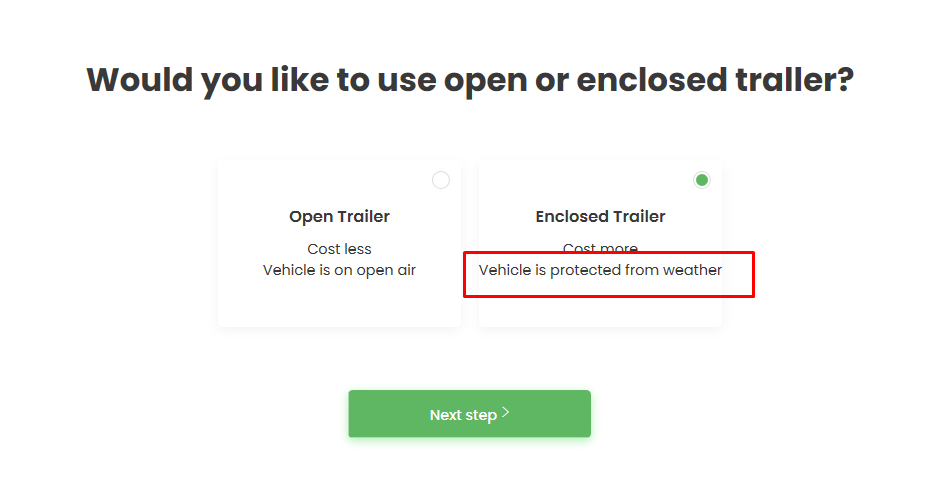 Would you like to use open or enclosed traller?
Open Trailer
Cost less
Vehicle is on open air
Enclosed Trailer
Cost more
Vehicle is protected from weather
Next step >